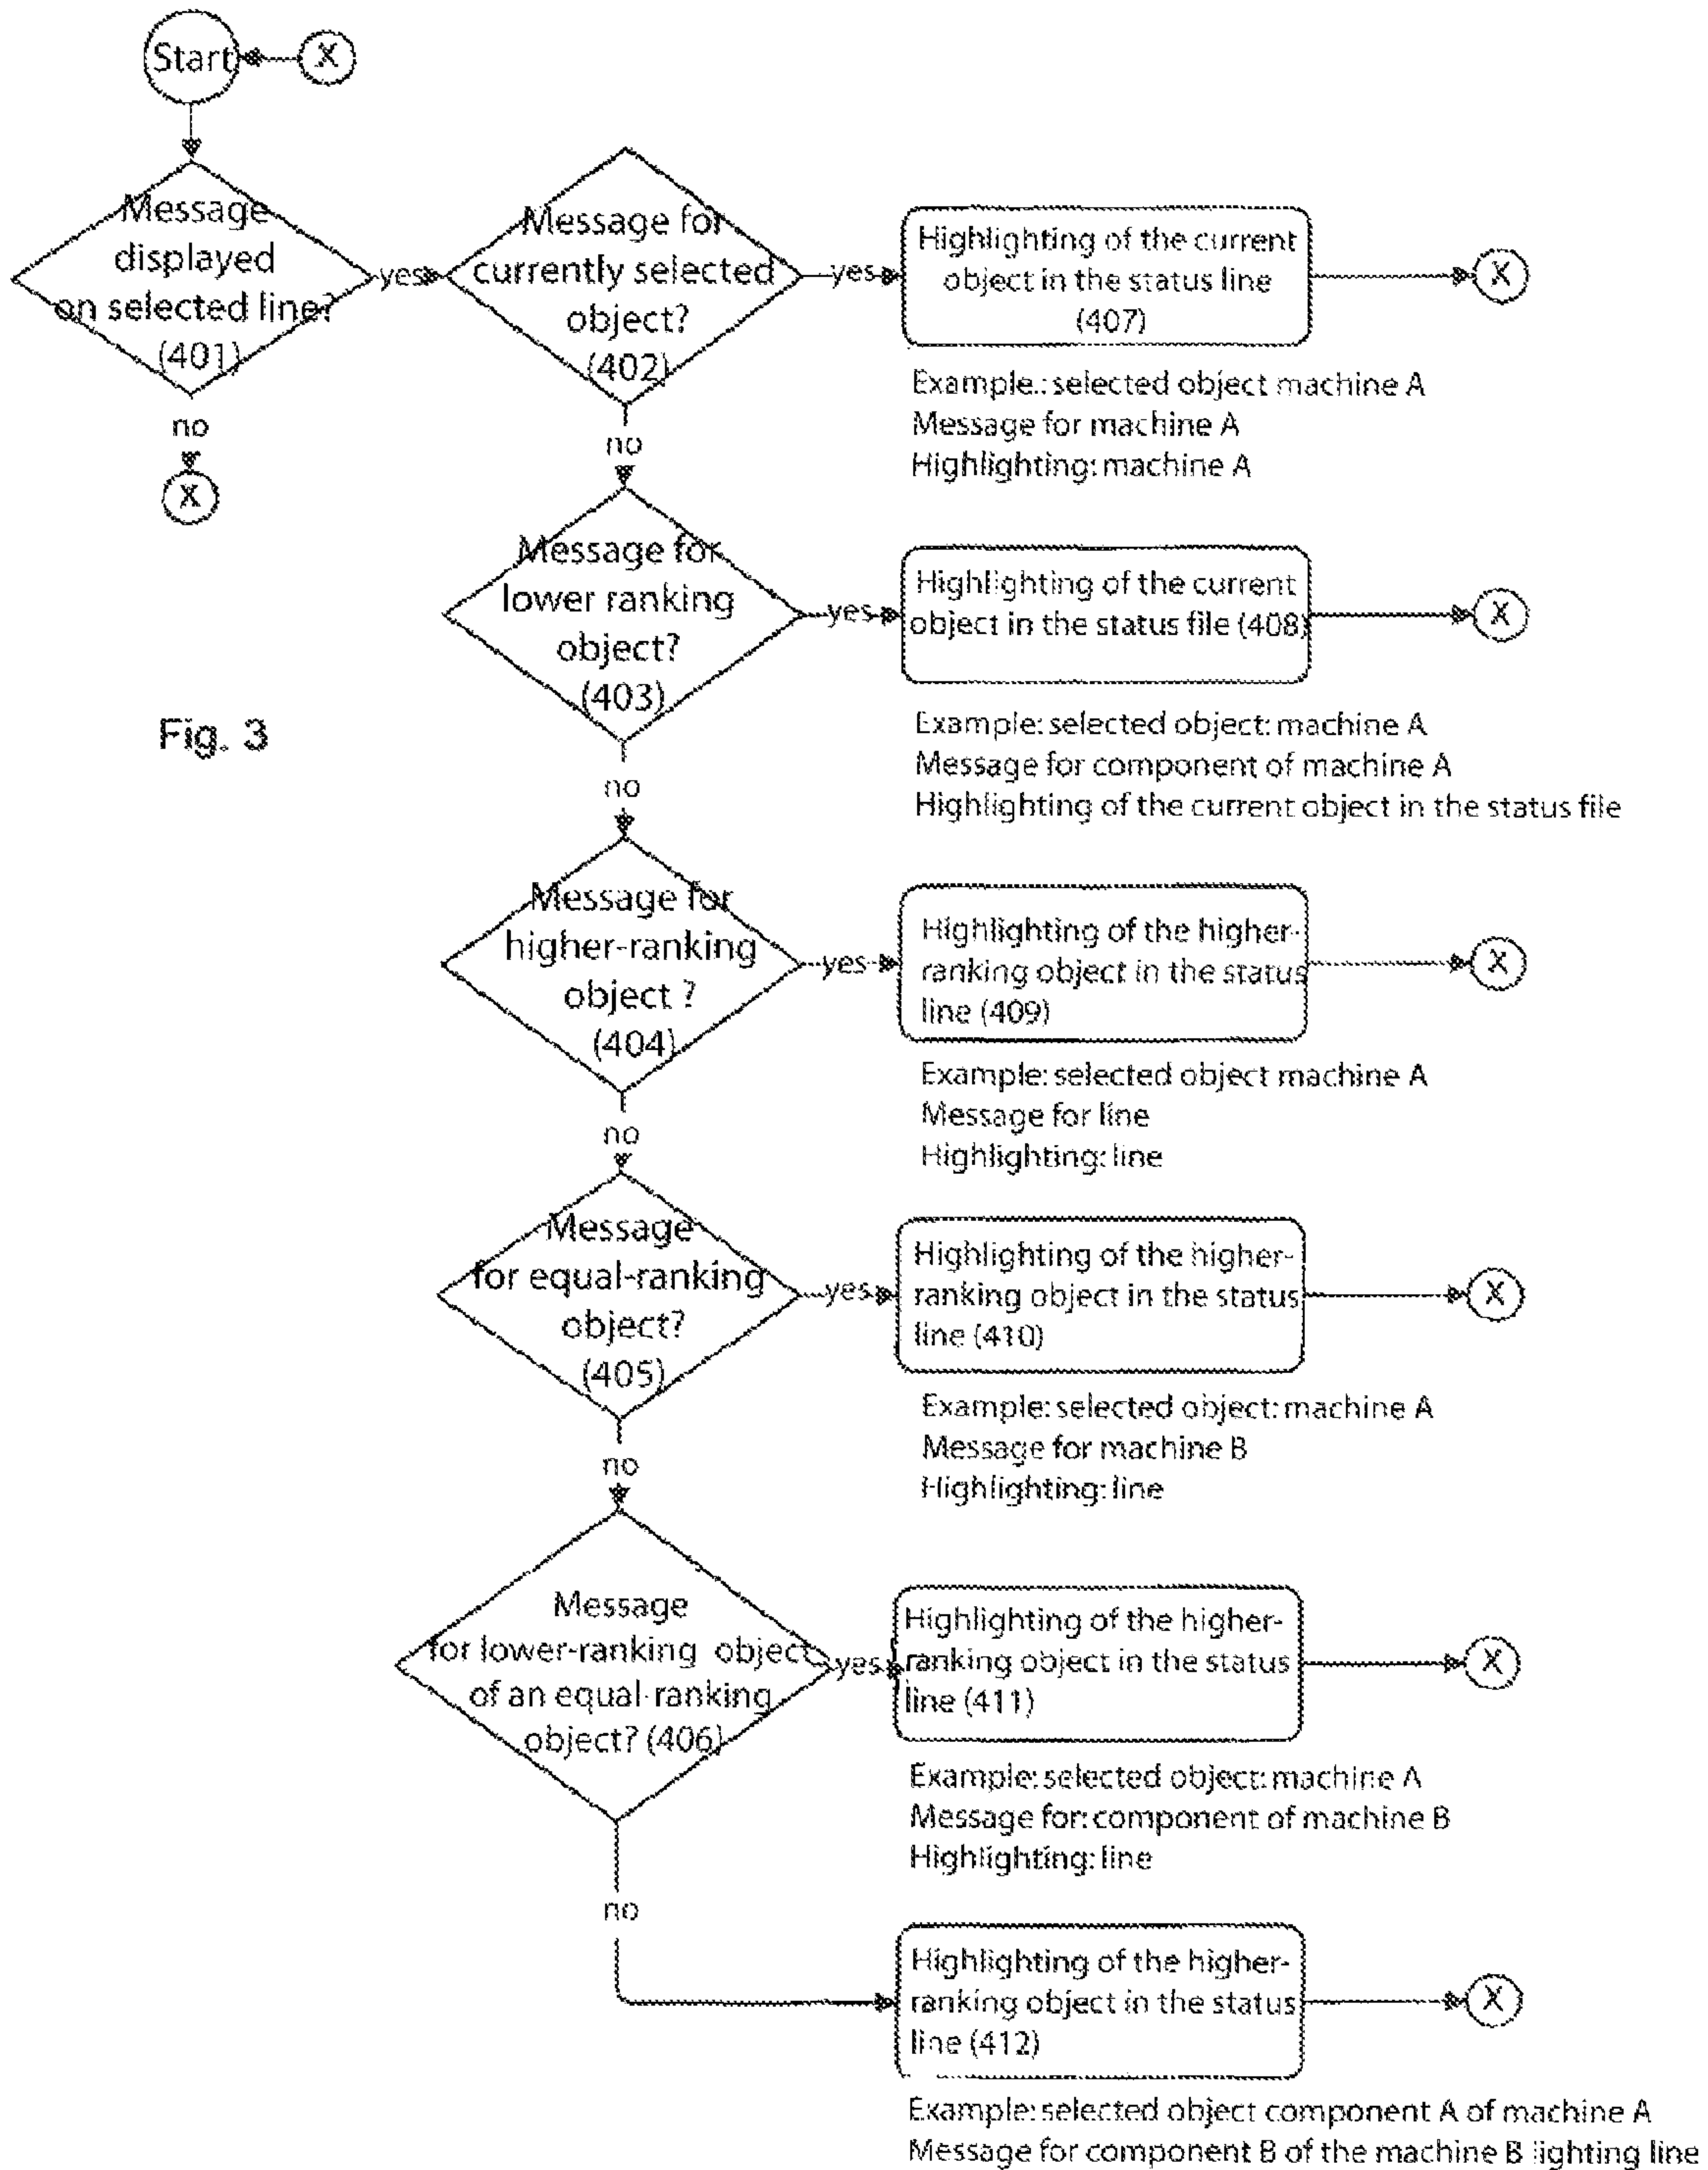 Start
X
Message
displayed
on selected line?
(401)
yes
no
X
Message for
currently selected
object?
(402)
yes
no
Highlighting of the current
object in the status line
(407)
X
Example.: selected object machine A
Message for machine A
Highlighting: machine A
Message for
lower ranking
object?
(403)
yes
no
Highlighting of the current
object in the status file (408)
X
Example: selected object: machine A
Message for component of machine A
Highlighting of the current object in the status file
Fig. 3
Message for
higher-ranking
object ?
(404)
yes
no
Highlighting of the higher-
ranking object in the status
line (409)
X
Example: selected object machine A
Message for line
Highlighting: line
Message
for equal-ranking
object?
(405)
yes
no
Highlighting of the higher-
ranking object in the status
line (410)
X
Example: selected object: machine A
Message for machine B
Highlighting: line
Message
for lower-ranking object
of an equal-ranking
object? (406)
yes
no
Highlighting of the higher-
ranking object in the status
line (411)
X
Example: selected object: machine A
Message for: component of machine B
Highlighting: line
Highlighting of the higher-
ranking object in the status
line (412)
X
Example: selected object component A of machine A
Message for component B of the machine B lighting line